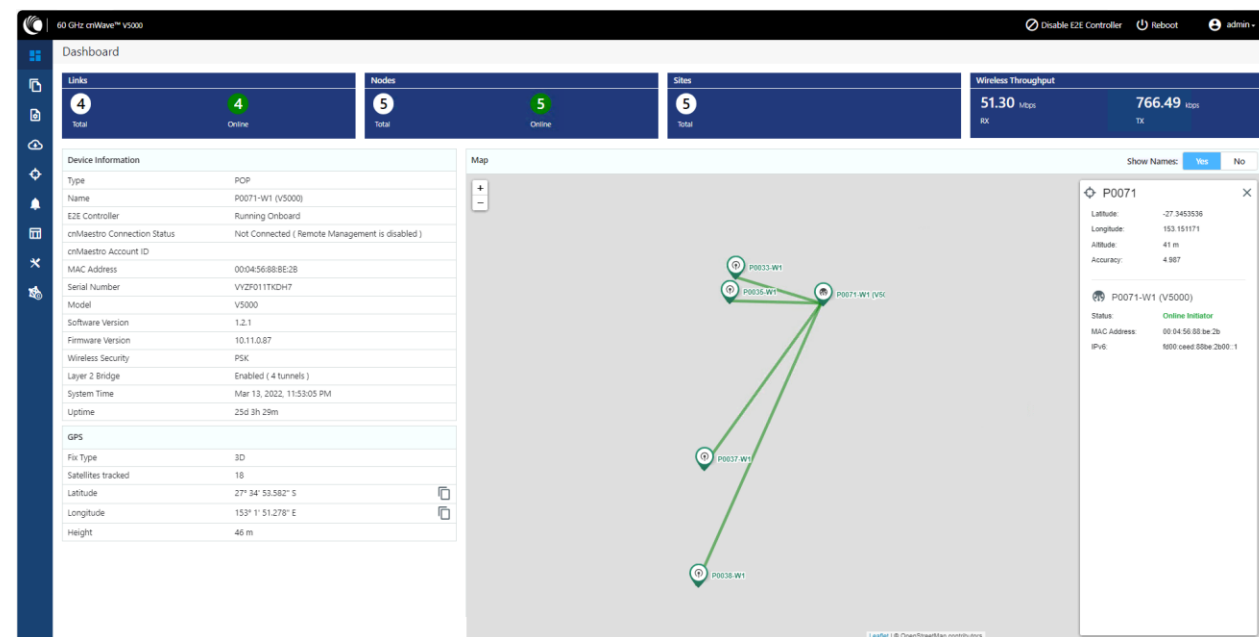 60 GHz cnWave™ V5000
Disable E2E Controller
Reboot
admin
Dashboard
Links
4
Total
4
Online
Nodes
5
Total
5
Online
Sites
5
Total
Wireless Throughput
51.30 Mbps
RX
766.49 kbps
TX
Device Information
Type POP
Name P0071-W1 (V5000)
E2E Controller Running Onboard
cnMaestro Connection Status Not Connected ( Remote Management is disabled )
cnMaestro Account ID
MAC Address 00:04:56:88:BE:2B
Serial Number VYZF011TKDH7
Model V5000
Software Version 1.2.1
Firmware Version 10.11.0.87
Wireless Security PSK
Layer 2 Bridge Enabled ( 4 tunnels )
System Time Mar 13, 2022, 11:53:05 PM
Uptime 25d 3h 29m
GPS
Fix Type 3D
Satellites tracked 18
Latitude 27° 34' 53.582" S
Longitude 153° 1' 51.278" E
Height 46 m
Map
Show Names: Yes No
+
−
P0033-W1
P0035-W1
P0071-W1 (V50
P0037-W1
P0038-W1
P0071
Latitude: -27.3453536
Longitude: 153.151171
Altitude: 41 m
Accuracy: 4.987
P0071-W1 (V5000)
Status: Online Initiator
MAC Address: 00:04:56:88:be:2b
IPv6: fd00:ceed:88be:2b00::1
Leaflet | © OpenStreetMap contributors